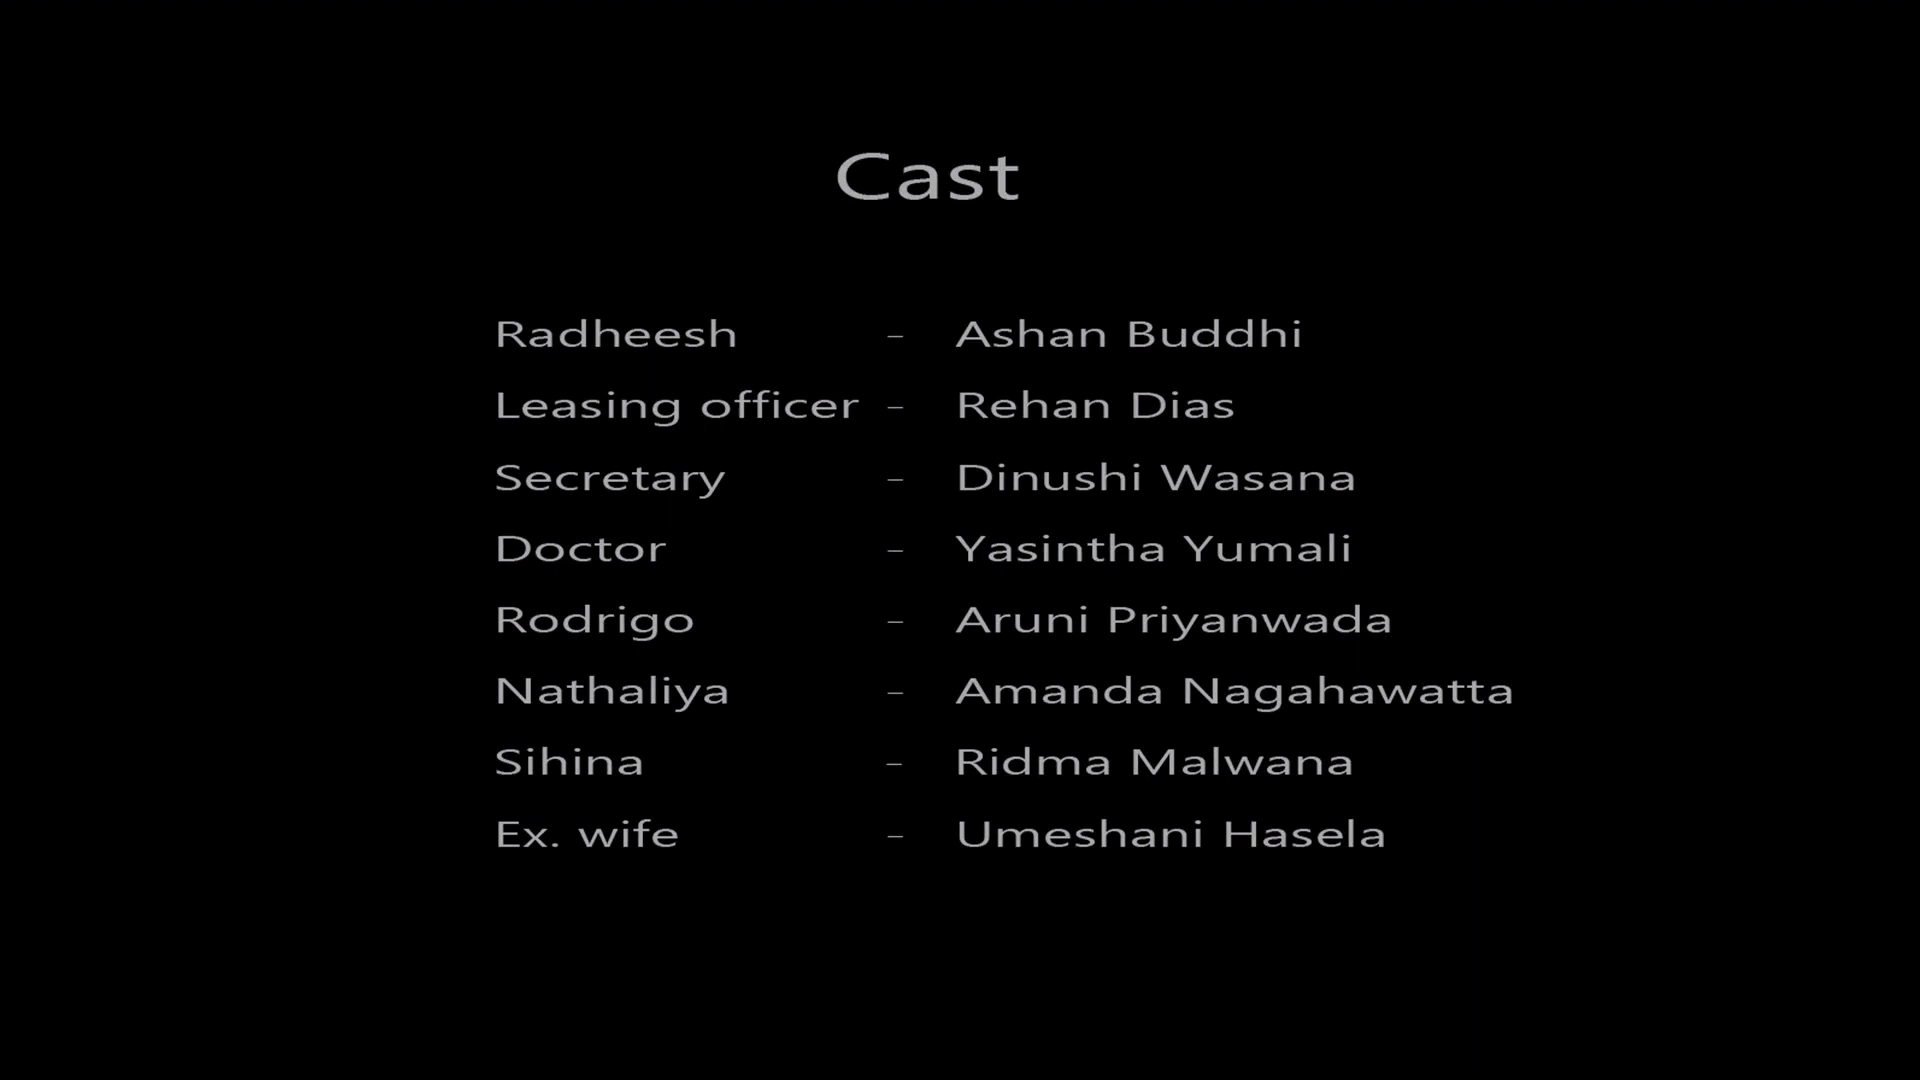 Cast
Radheesh - Ashan Buddhi
Leasing officer - Rehan Dias
Secretary - Dinushi Wasana
Doctor - Yasintha Yumali
Rodrigo - Aruni Priyanwada
Nathaliya - Amanda Nagahawatta
Sihina - Ridma Malwana
Ex. wife - Umeshani Hasela